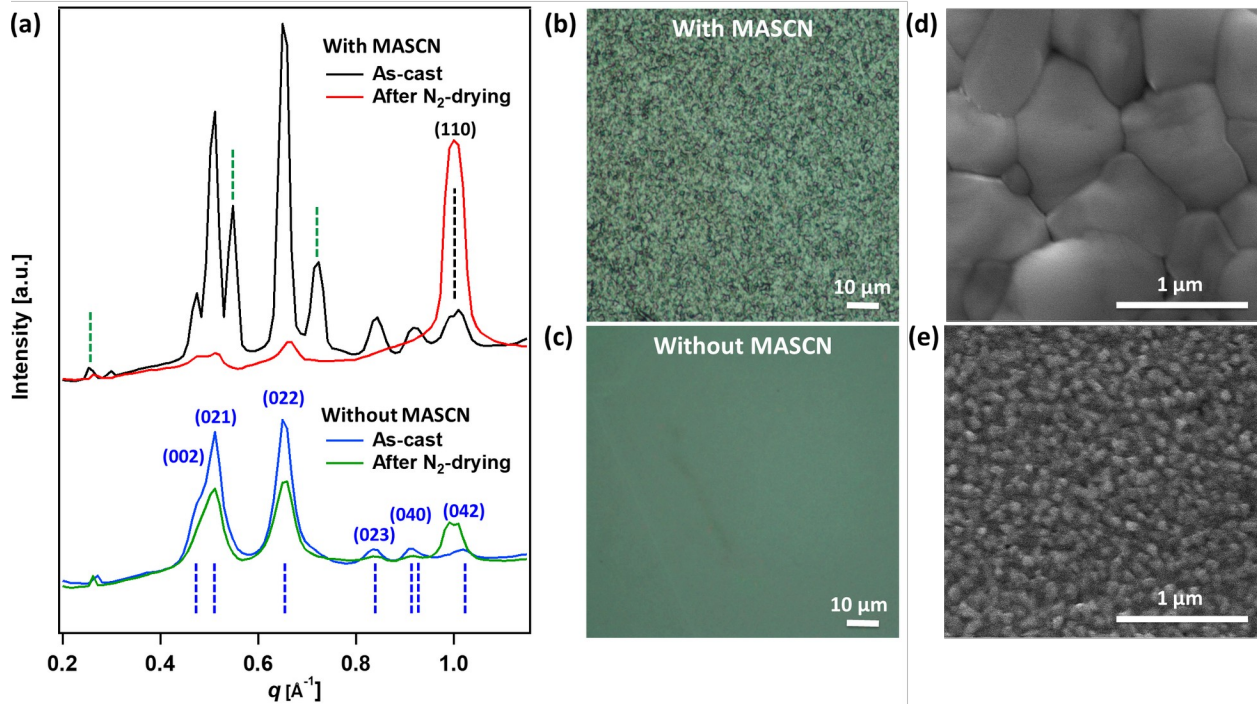 (a)
With MASCN
As-cast
After N₂-drying
(110)
Without MASCN
As-cast
After N₂-drying
(002)
(021)
(022)
(023)
(040)
(042)
Intensity [a.u.]
0.2 0.4 0.6 0.8 1.0
q [Å⁻¹]
(b)
With MASCN
10 µm
(c)
Without MASCN
10 µm
(d)
1 µm
(e)
1 µm